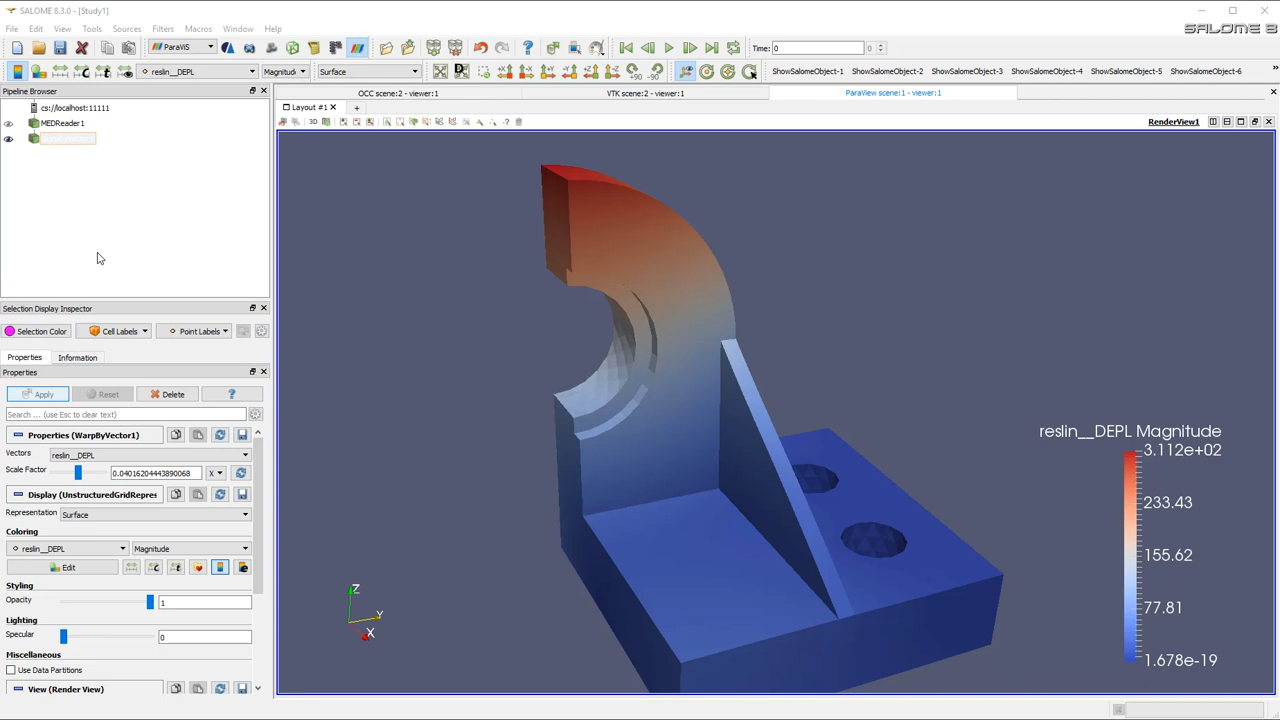 SALOME 8.3.0 - [Study1]
File Edit View Tools Sources Filters Macros Window Help
SALOME 8
ParaViS
Time: 0
0
reslin__DEPL
Magnitud
Surface
+X -X +Y -Y +Z -Z +90 -90
ShowSalomeObject-1 ShowSalomeObject-2 ShowSalomeObject-3 ShowSalomeObject-4 ShowSalomeObject-5 ShowSalomeObject-6
Pipeline Browser
OCC scene:2 - viewer:1
VTK scene:2 - viewer:1
ParaView scene:1 - viewer:1
cs://localhost:11111
Layout #1
+
MEDReader1
3D
RenderView1
WarpByVector1
Selection Display Inspector
Selection Color
Cell Labels
Point Labels
Properties Information
Properties
Apply Reset Delete ?
Search ... (use Esc to clear text)
Properties (WarpByVector1)
Vectors reslin__DEPL
Scale Factor 0.04016204443890068 X
Display (UnstructuredGridRepres
Representation Surface
Coloring
reslin__DEPL Magnitude
Edit
Styling
Opacity 1
Lighting
Specular 0
Miscellaneous
Use Data Partitions
View (Render View)
Z
Y
X
reslin__DEPL Magnitude
3.112e+02
233.43
155.62
77.81
1.678e-19